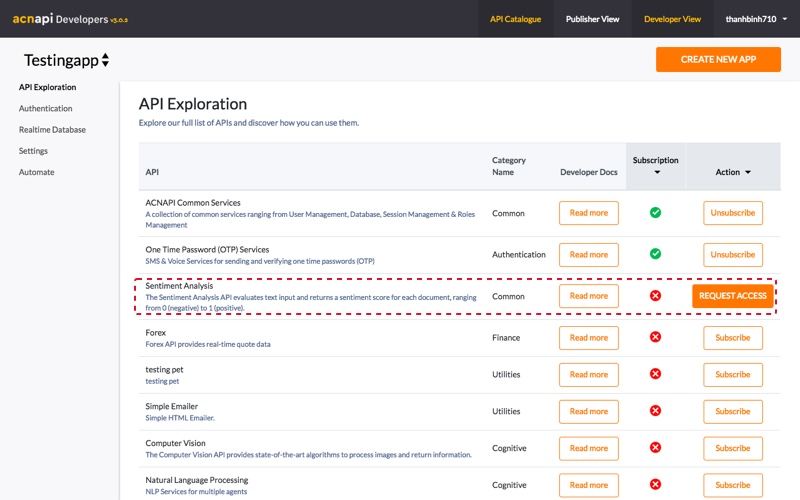 acnapi Developers v3.0.3
API Catalogue
Publisher View
Developer View
thanhbinh710
Testingapp
CREATE NEW APP
API Exploration
Authentication
Realtime Database
Settings
Automate
API Exploration
Explore our full list of APIs and discover how you can use them.
API
Category
Name
Developer Docs
Subscription
Action
ACNAPI Common Services
A collection of common services ranging from User Management, Database, Session Management & Roles
Management
Common
Read more
Unsubscribe
One Time Password (OTP) Services
SMS & Voice Services for sending and verifying one time passwords (OTP)
Authentication
Read more
Unsubscribe
Sentiment Analysis
The Sentiment Analysis API evaluates text input and returns a sentiment score for each document, ranging
from 0 (negative) to 1 (positive).
Common
Read more
REQUEST ACCESS
Forex
Forex API provides real-time quote data
Finance
Read more
Subscribe
testing pet
testing pet
Utilities
Read more
Subscribe
Simple Emailer
Simple HTML Emailer.
Utilities
Read more
Subscribe
Computer Vision
The Computer Vision API provides state-of-the-art algorithms to process images and return information.
Cognitive
Read more
Subscribe
Natural Language Processing
NLP Services for multiple agents
Cognitive
Read more
Subscribe